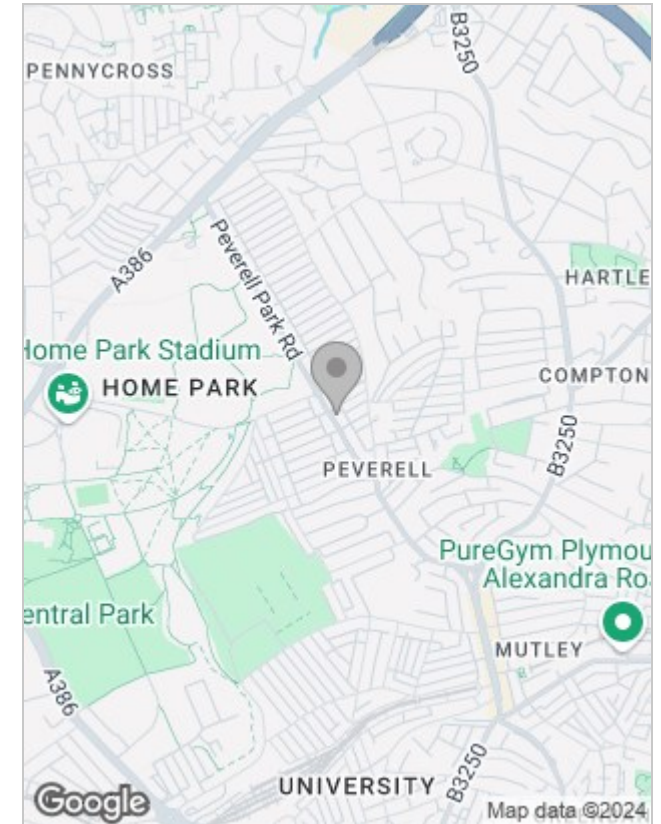 B3250
PENNYCROSS
Peverell Park Rd
A386
HARTLE
Home Park Stadium
HOME PARK
COMPTON
B3250
PEVERELL
PureGym Plymou
Alexandra Ro
entral Park
MUTLEY
A386
B3250
UNIVERSITY
Google
Map data ©2024